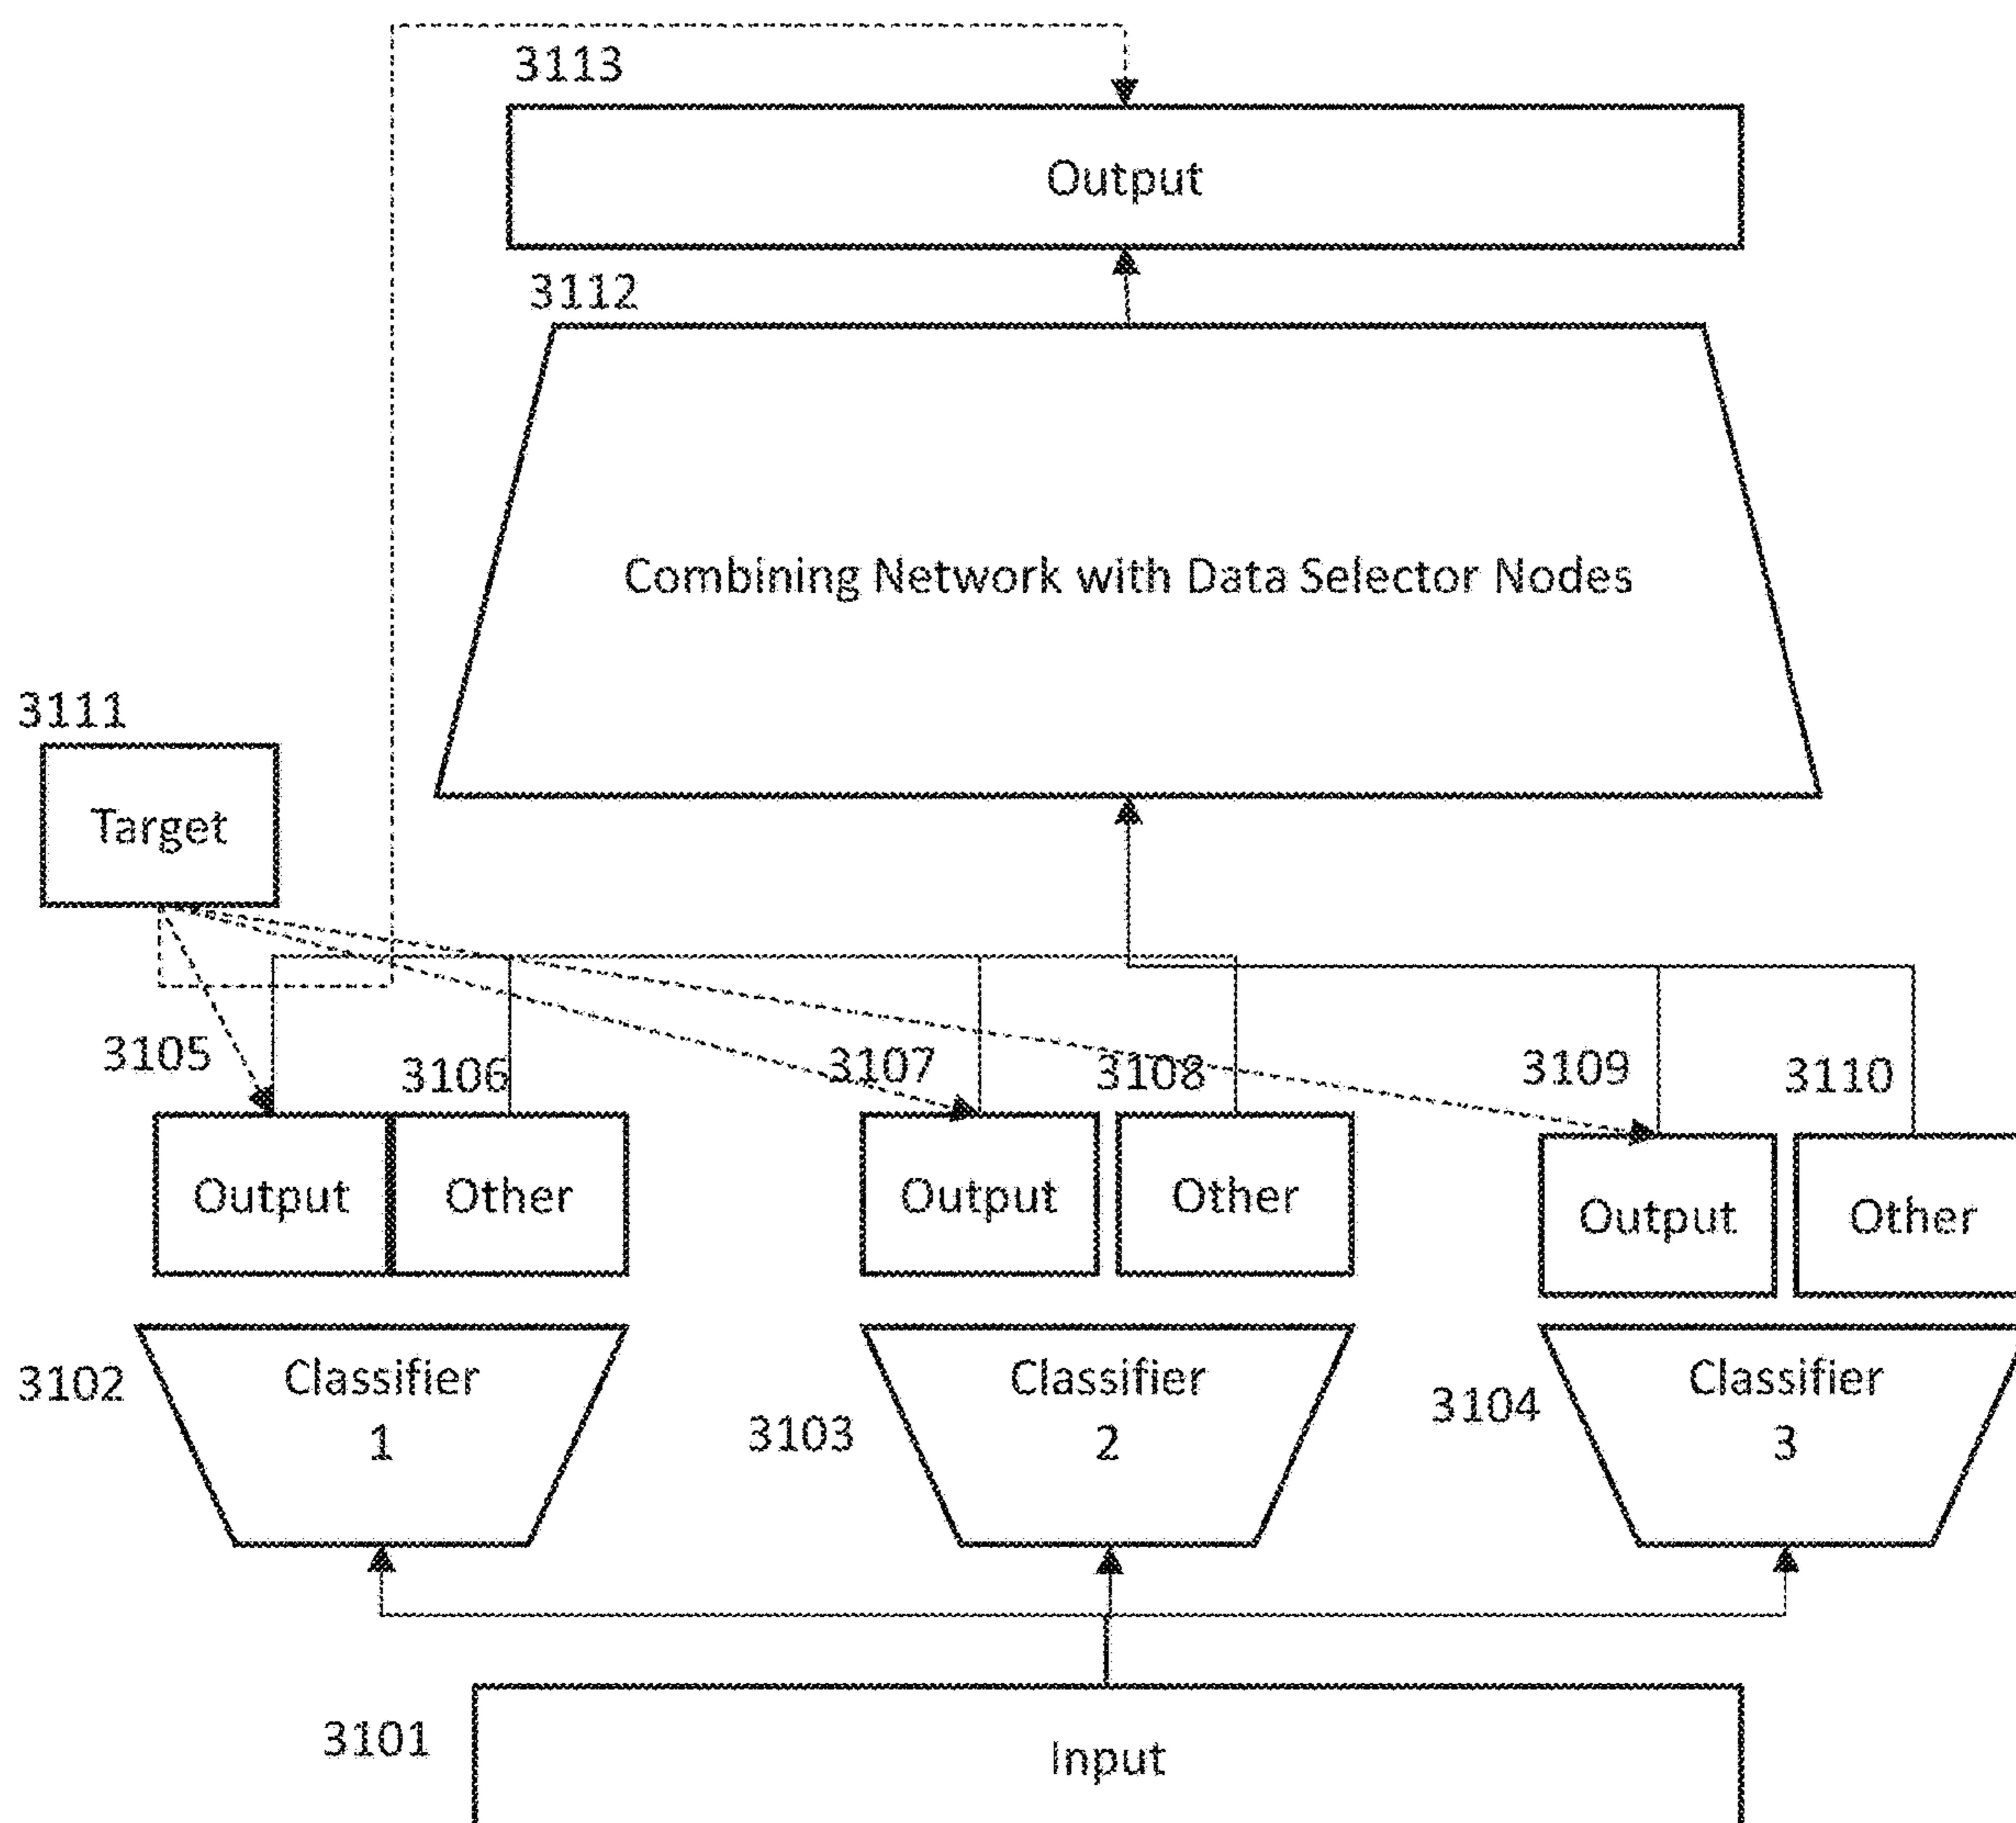 3113
Output
3112
Combining Network with Data Selector Nodes
3111
Target
3105
3106
3107
3108
3109
3110
Output
Other
Output
Other
Output
Other
3102
Classifier
1
3103
Classifier
2
3104
Classifier
3
3101
Input